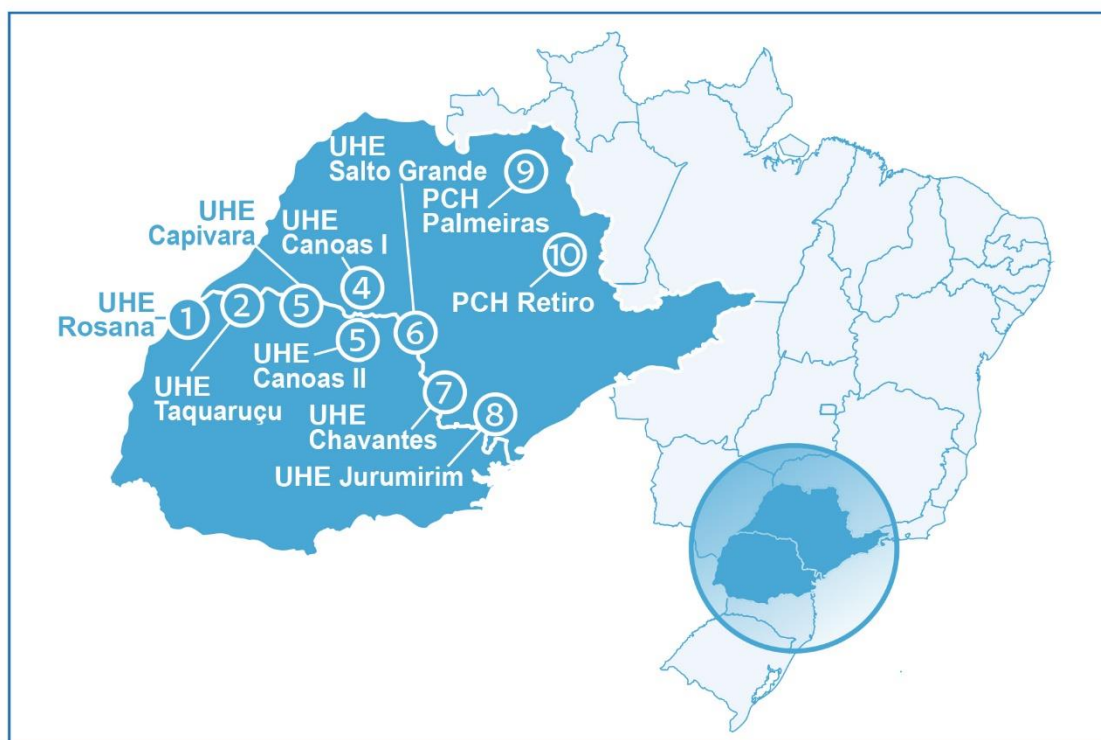 UHE
Rosana
1
UHE
Taquaruçu
2
UHE
Capivara
5
UHE
Canoas I
4
UHE
Canoas II
5
UHE
Salto Grande
6
UHE
Chavantes
7
UHE Jurumirim
8
PCH
Palmeiras
9
PCH Retiro
10